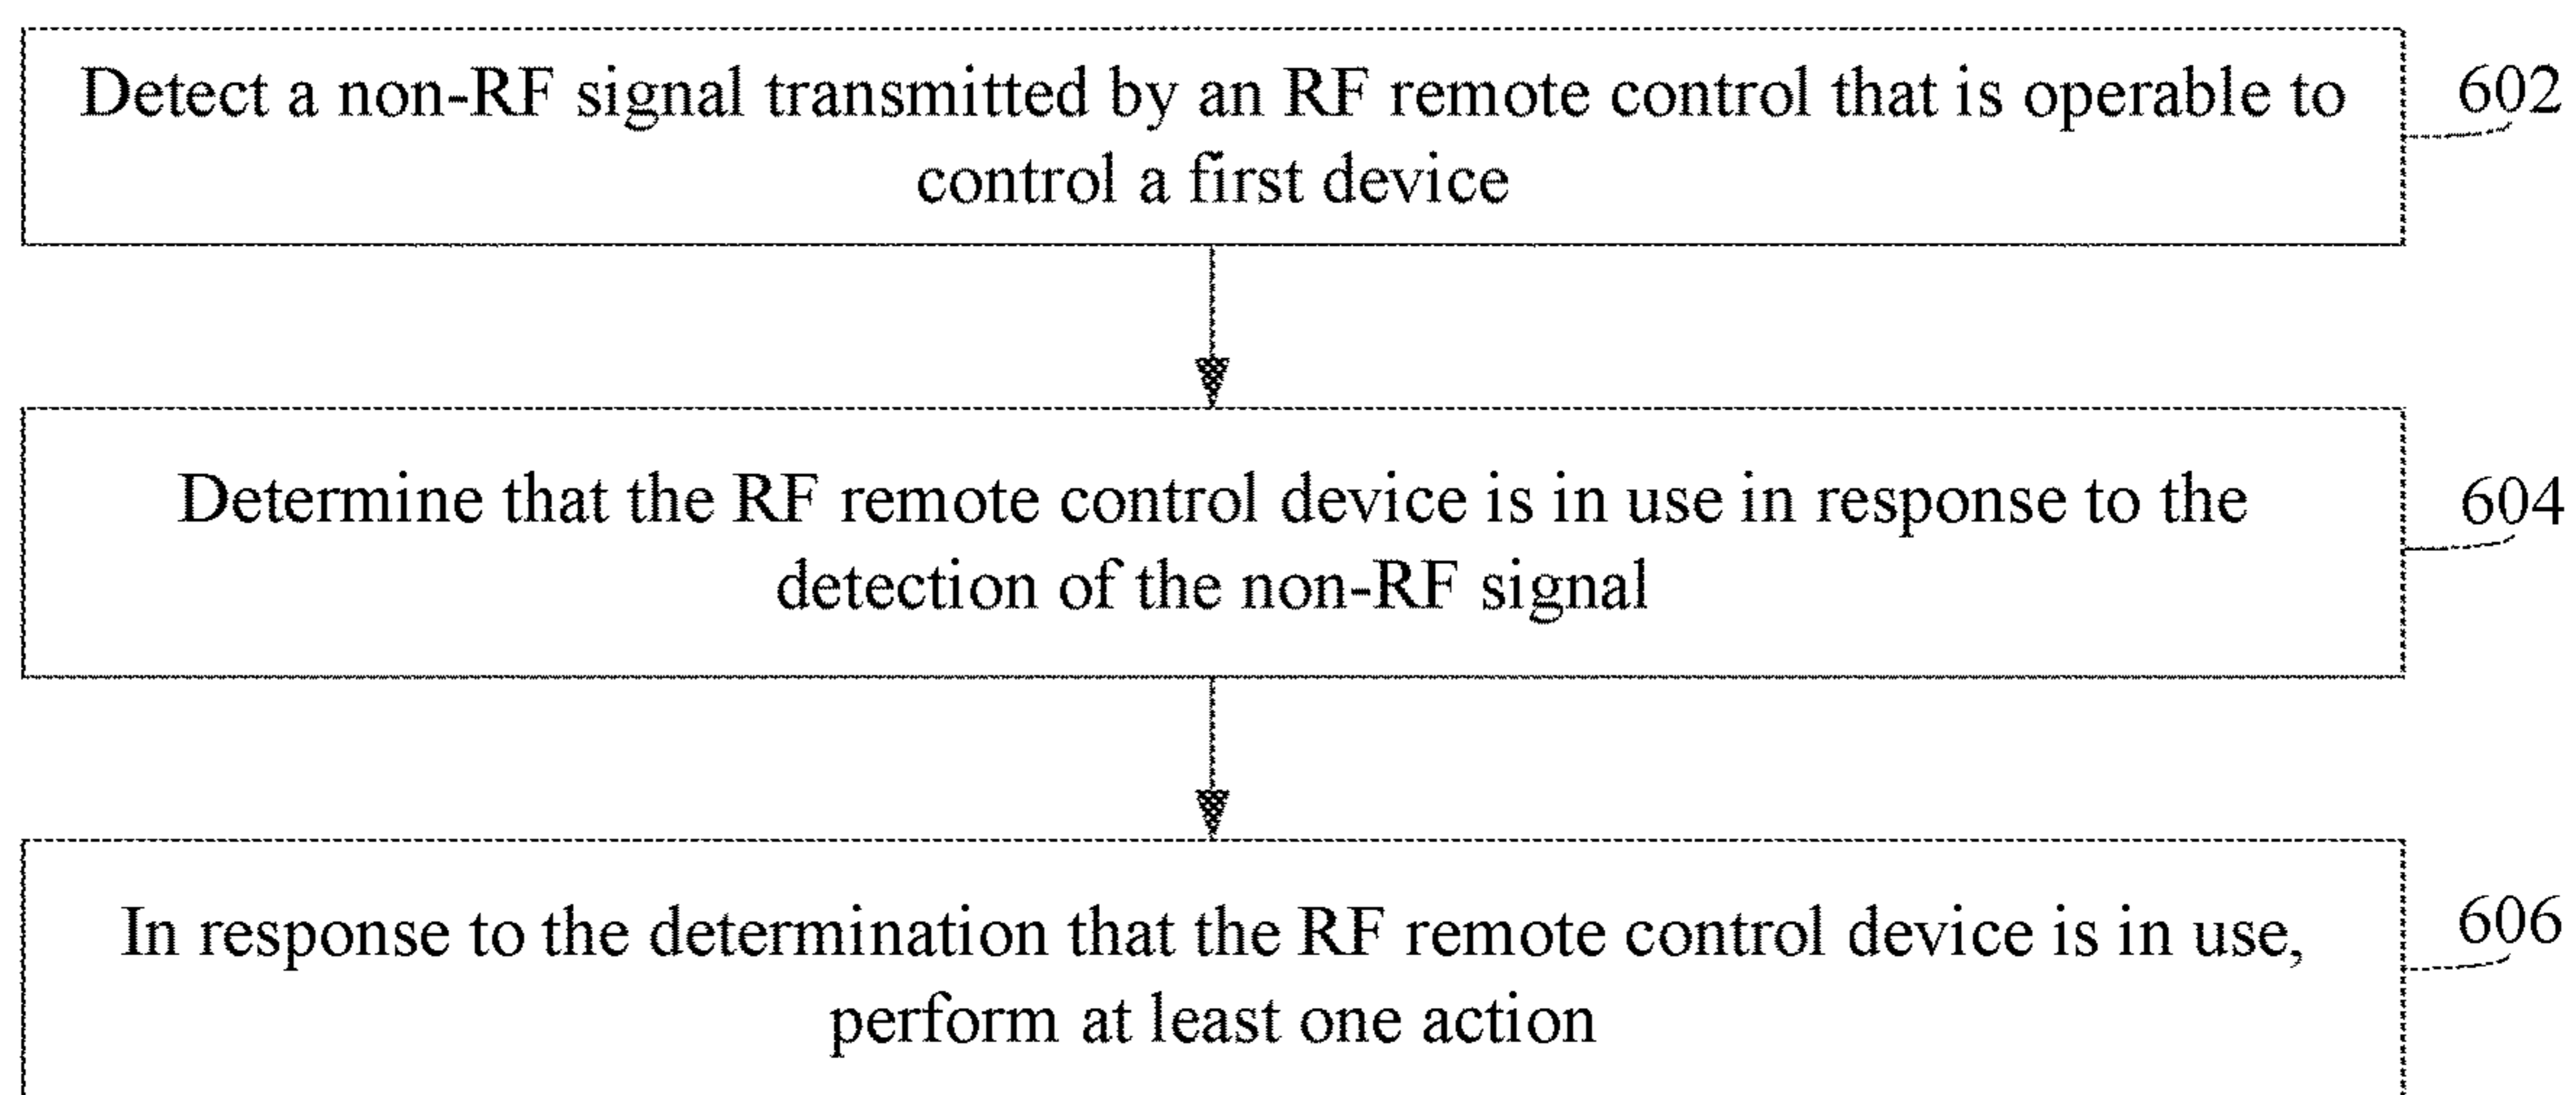 Detect a non-RF signal transmitted by an RF remote control that is operable to
control a first device
602
Determine that the RF remote control device is in use in response to the
detection of the non-RF signal
604
In response to the determination that the RF remote control device is in use,
perform at least one action
606